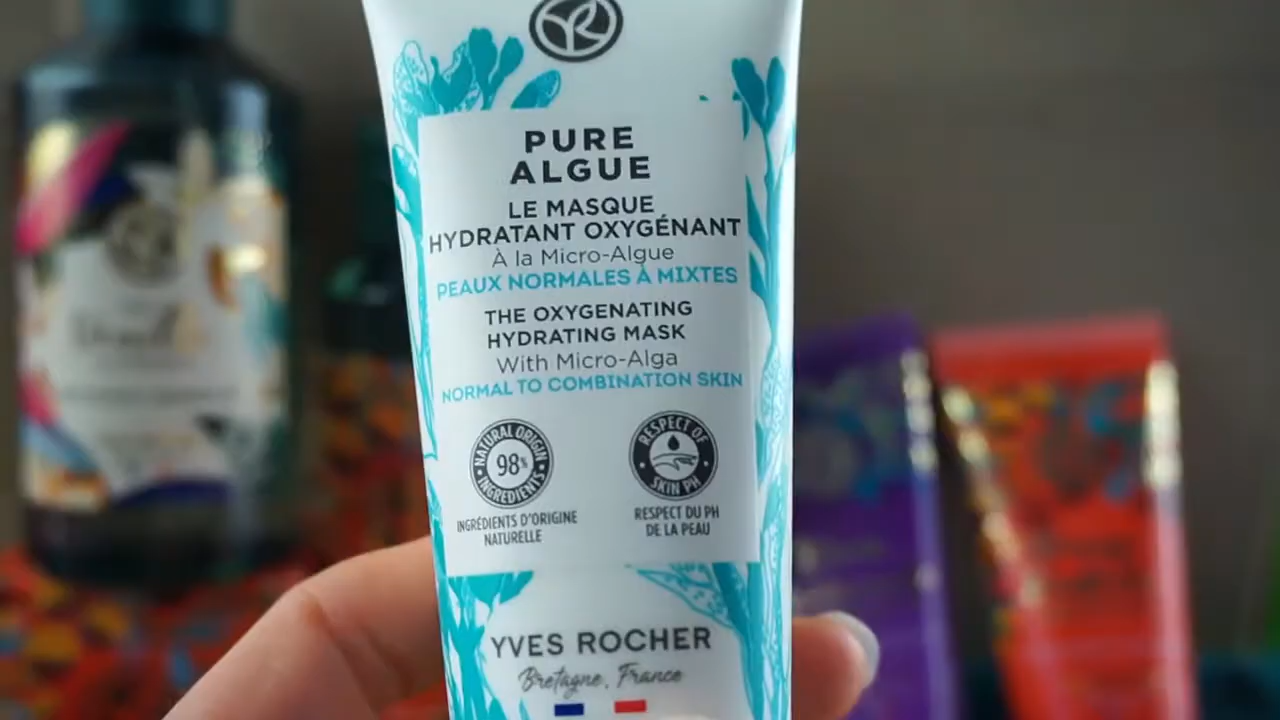 PURE
ALGUE
LE MASQUE
HYDRATANT OXYGÉNANT
À la Micro-Algue
PEAUX NORMALES À MIXTES
THE OXYGENATING
HYDRATING MASK
With Micro-Alga
NORMAL TO COMBINATION SKIN
NATURAL ORIGIN
98%
INGREDIENTS
INGRÉDIENTS D'ORIGINE
NATURELLE
RESPECT OF
SKIN PH
RESPECT DU PH
DE LA PEAU
YVES ROCHER
Bretagne, France